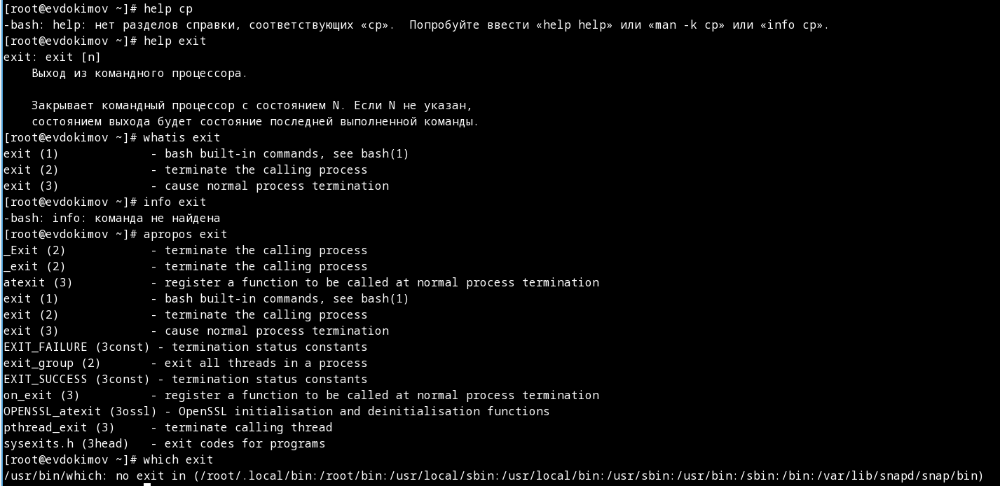 [root@evdokimov ~]# help cp
-bash: help: нет разделов справки, соответствующих «cp».  Попробуйте ввести «help help» или «man -k cp» или «info cp».
[root@evdokimov ~]# help exit
exit: exit [n]
    Выход из командного процессора.

    Закрывает командный процессор с состоянием N. Если N не указан,
    состоянием выхода будет состояние последней выполненной команды.
[root@evdokimov ~]# whatis exit
exit (1)             - bash built-in commands, see bash(1)
exit (2)             - terminate the calling process
exit (3)             - cause normal process termination
[root@evdokimov ~]# info exit
-bash: info: команда не найдена
[root@evdokimov ~]# apropos exit
_Exit (2)            - terminate the calling process
_exit (2)            - terminate the calling process
atexit (3)           - register a function to be called at normal process termination
exit (1)             - bash built-in commands, see bash(1)
exit (2)             - terminate the calling process
exit (3)             - cause normal process termination
EXIT_FAILURE (3const) - termination status constants
exit_group (2)       - exit all threads in a process
EXIT_SUCCESS (3const) - termination status constants
on_exit (3)          - register a function to be called at normal process termination
OPENSSL_atexit (3ossl) - OpenSSL initialisation and deinitialisation functions
pthread_exit (3)     - terminate calling thread
sysexits.h (3head)   - exit codes for programs
[root@evdokimov ~]# which exit
/usr/bin/which: no exit in (/root/.local/bin:/root/bin:/usr/local/sbin:/usr/local/bin:/usr/sbin:/usr/bin:/sbin:/bin:/var/lib/snapd/snap/bin)